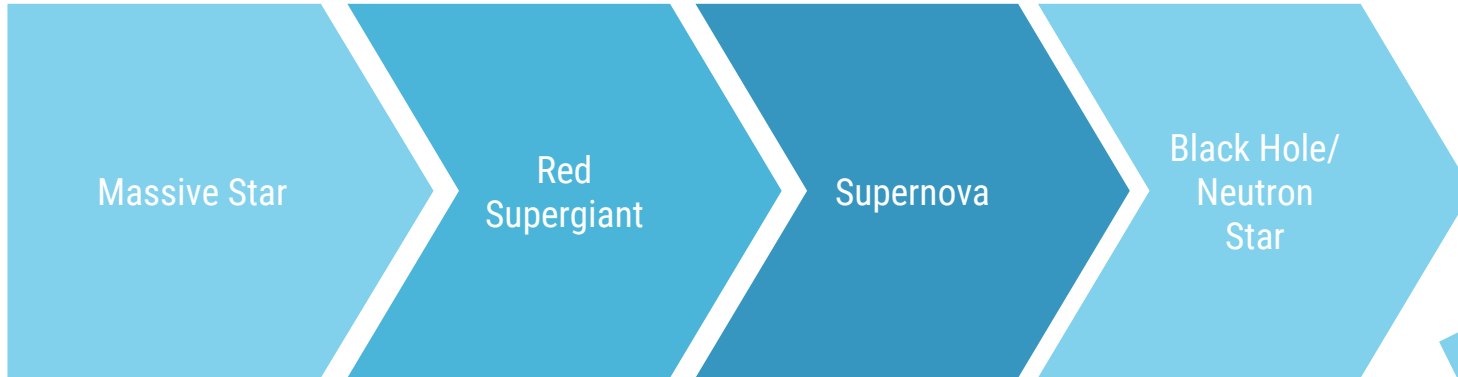 Massive Star
Red
Supergiant
Supernova
Black Hole/
Neutron
Star